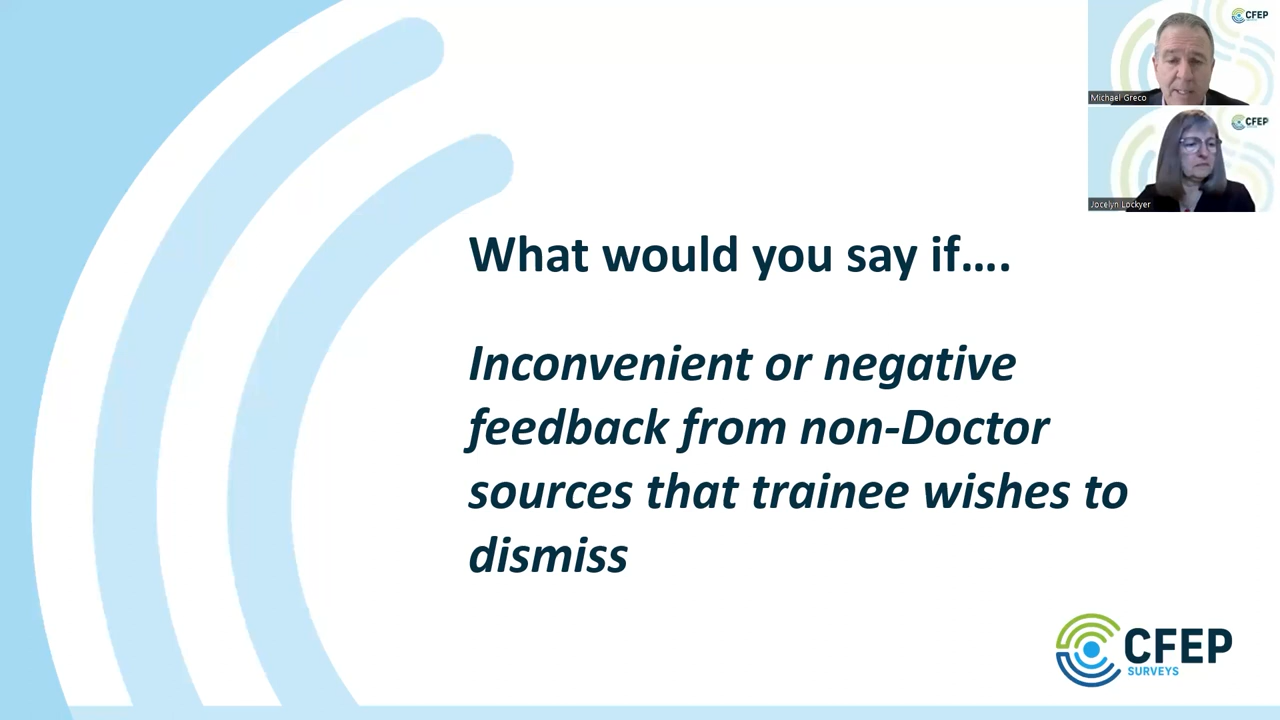 CFEP
Michael Greco
CFEP
Jocelyn Lockyer
What would you say if....
Inconvenient or negative
feedback from non-Doctor
sources that trainee wishes to
dismiss
CFEP
SURVEYS